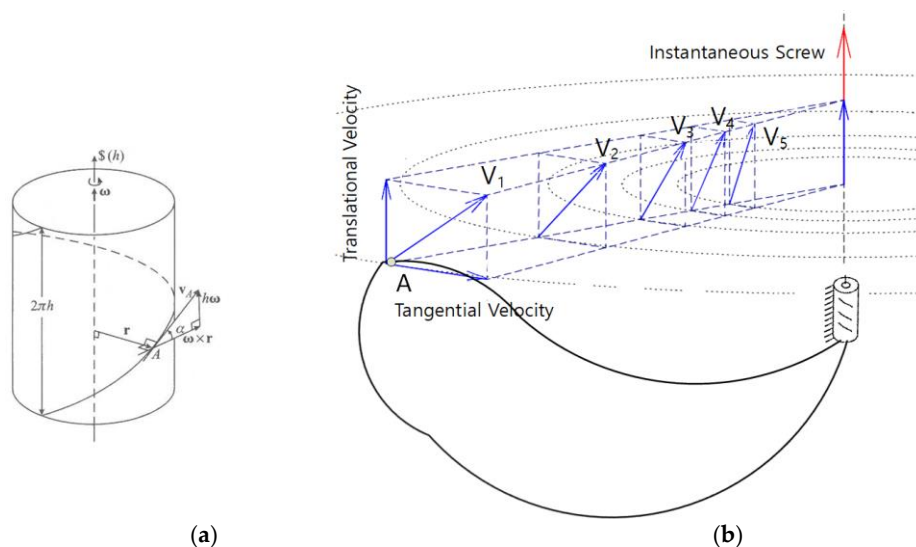 $(h)
ω
2πh
r
v_A
hω
α
A
ω×r
(a)
Instantaneous Screw
Translational Velocity
V₁
V₂
V₃
V₄
V₅
A
Tangential Velocity
(b)